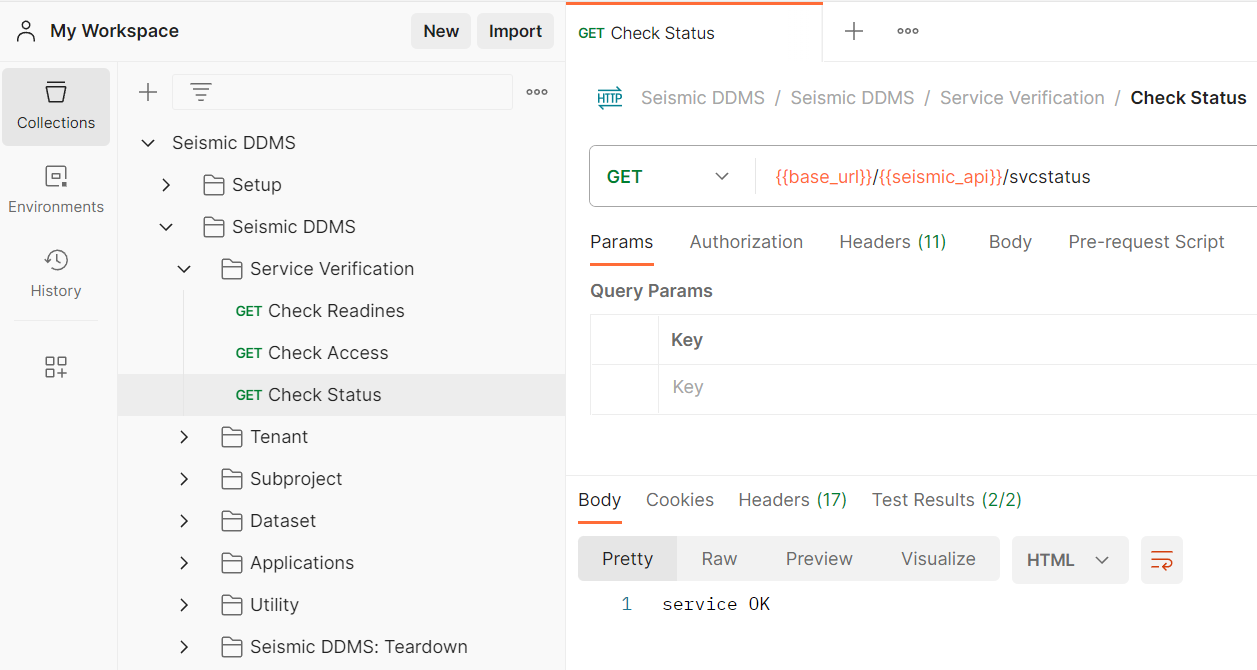 My Workspace
New
Import
Collections
Environments
History
Seismic DDMS
Setup
Seismic DDMS
Service Verification
GET Check Readines
GET Check Access
GET Check Status
Tenant
Subproject
Dataset
Applications
Utility
Seismic DDMS: Teardown
GET Check Status
HTTP Seismic DDMS / Seismic DDMS / Service Verification / Check Status
GET {{base_url}}/{{seismic_api}}/svcstatus
Params Authorization Headers (11) Body Pre-request Script
Query Params
Key
Key
Body Cookies Headers (17) Test Results (2/2)
Pretty Raw Preview Visualize HTML
1 service OK